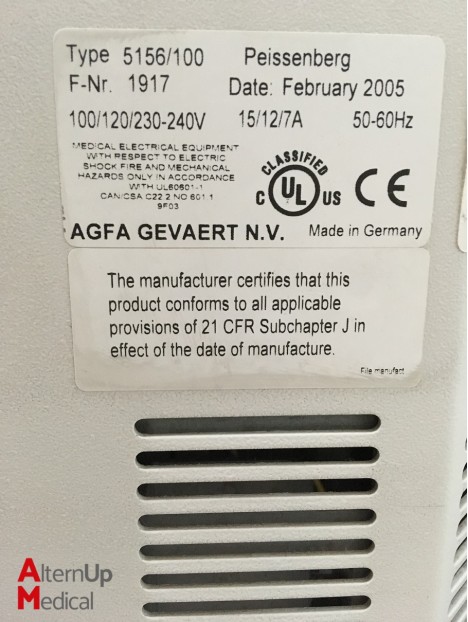 Type 5156/100 Peissenberg
F-Nr. 1917 Date: February 2005
100/120/230-240V 15/12/7A 50-60Hz
MEDICAL ELECTRICAL EQUIPMENT
WITH RESPECT TO ELECTRIC
SHOCK FIRE AND MECHANICAL
HAZARDS ONLY IN ACCORDANCE
WITH UL60601-1
CAN/CSA C22.2 NO 601.1
9F03
CLASSIFIED
C UL US CE
AGFA GEVAERT N.V. Made in Germany
The manufacturer certifies that this
product conforms to all applicable
provisions of 21 CFR Subchapter J in
effect of the date of manufacture.
File manufact
AlternUp
Medical